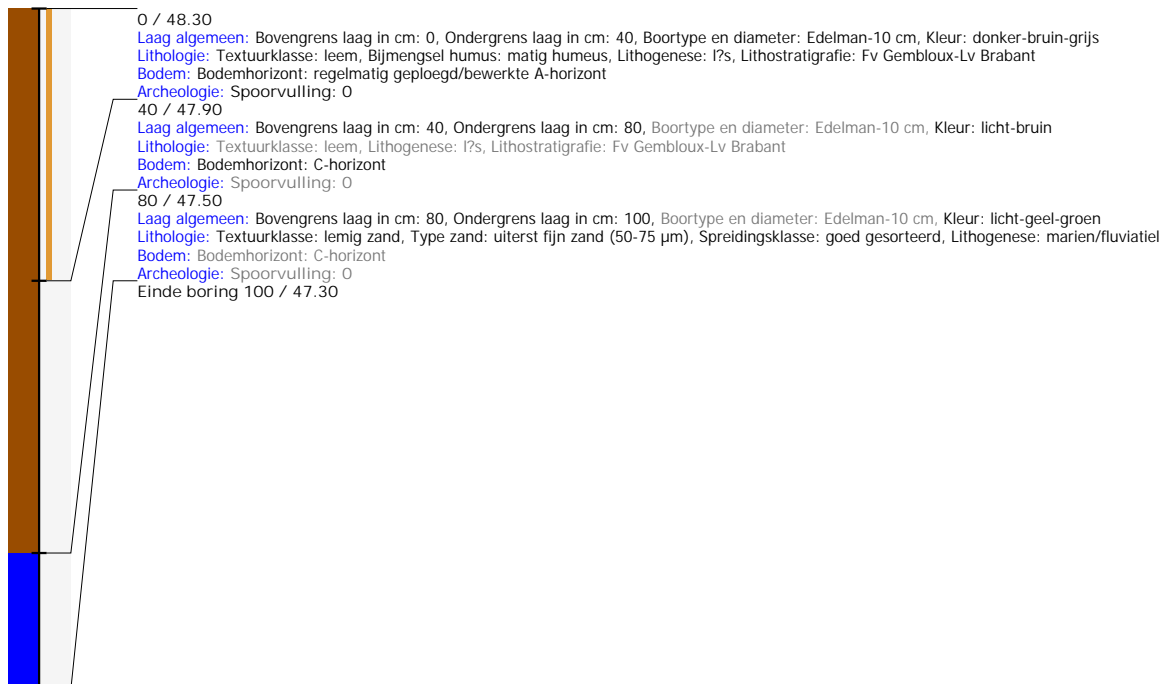 0 / 48.30
Laag algemeen: Bovengrens laag in cm: 0, Ondergrens laag in cm: 40, Boortype en diameter: Edelman-10 cm, Kleur: donker-bruin-grijs
Lithologie: Textuurklasse: leem, Bijmengsel humus: matig humeus, Lithogenese: l?s, Lithostratigrafie: Fv Gembloux-Lv Brabant
Bodem: Bodemhorizont: regelmatig geploegd/bewerkte A-horizont
Archeologie: Spoorvulling: 0
40 / 47.90
Laag algemeen: Bovengrens laag in cm: 40, Ondergrens laag in cm: 80, Boortype en diameter: Edelman-10 cm, Kleur: licht-bruin
Lithologie: Textuurklasse: leem, Lithogenese: l?s, Lithostratigrafie: Fv Gembloux-Lv Brabant
Bodem: Bodemhorizont: C-horizont
Archeologie: Spoorvulling: 0
80 / 47.50
Laag algemeen: Bovengrens laag in cm: 80, Ondergrens laag in cm: 100, Boortype en diameter: Edelman-10 cm, Kleur: licht-geel-groen
Lithologie: Textuurklasse: lemig zand, Type zand: uiterst fijn zand (50-75 µm), Spreidingsklasse: goed gesorteerd, Lithogenese: marien/fluviatiel
Bodem: Bodemhorizont: C-horizont
Archeologie: Spoorvulling: 0
Einde boring 100 / 47.30